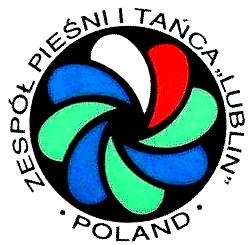 ZESPÓŁ PIEŚNI I TAŃCA „LUBLIN”
• POLAND •